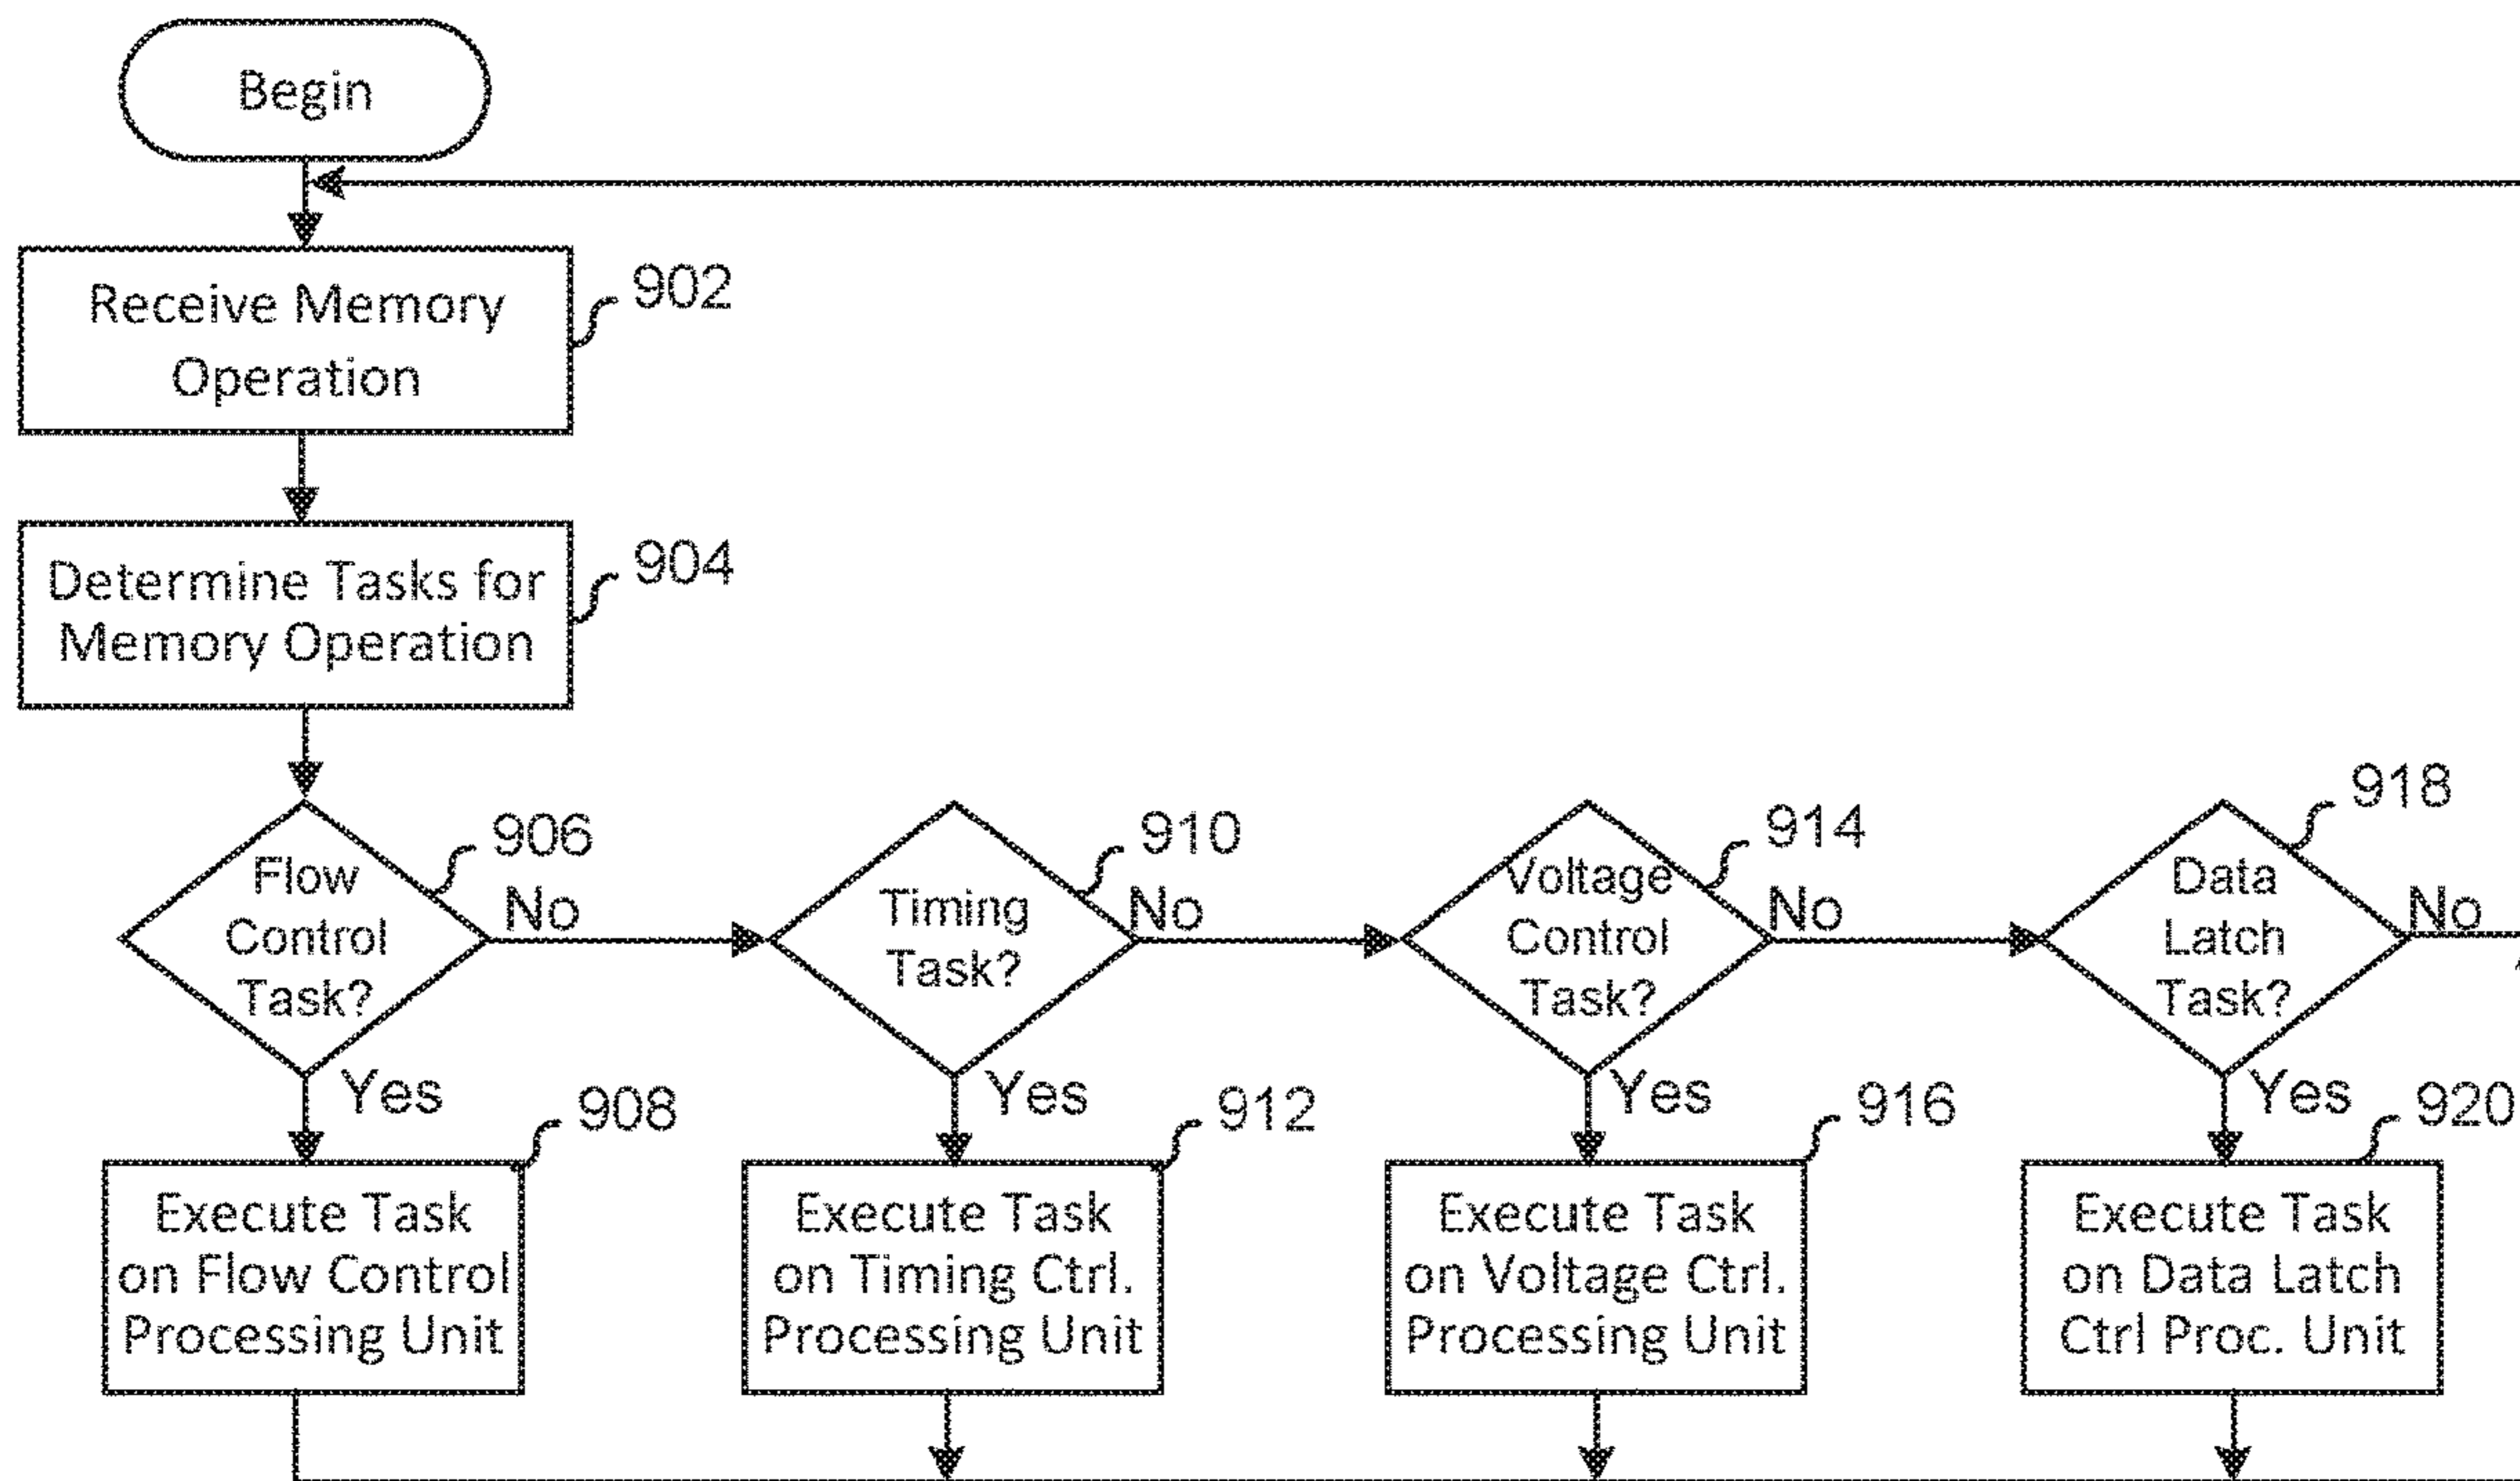 Begin
Receive Memory
Operation
902
Determine Tasks for
Memory Operation
904
Flow
Control
Task?
906
No
Timing
Task?
910
No
Voltage
Control
Task?
914
No
Data
Latch
Task?
918
No
Yes
908
Yes
912
Yes
916
Yes
920
Execute Task
on Flow Control
Processing Unit
Execute Task
on Timing Ctrl.
Processing Unit
Execute Task
on Voltage Ctrl.
Processing Unit
Execute Task
on Data Latch
Ctrl Proc. Unit